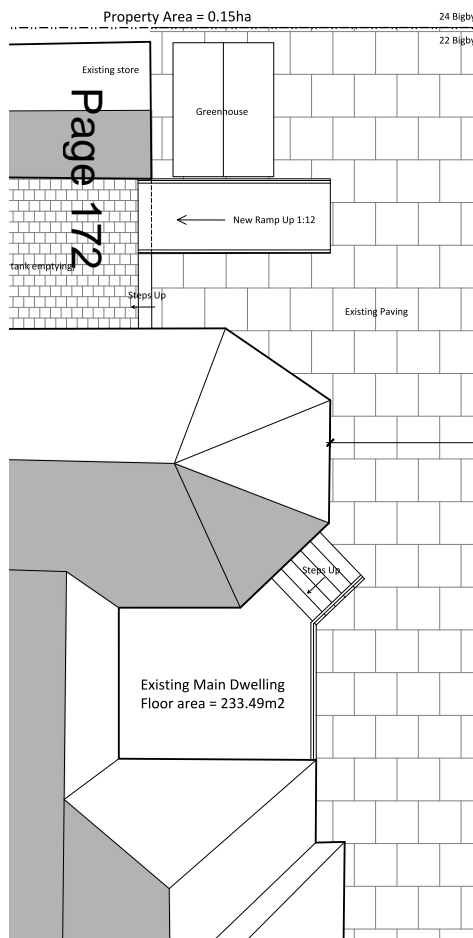 Property Area = 0.15ha
24 Bigby
22 Bigby
Existing store
Page 172
Greenhouse
New Ramp Up 1:12
tank emptying)
Steps Up
Existing Paving
Steps Up
Existing Main Dwelling
Floor area = 233.49m2